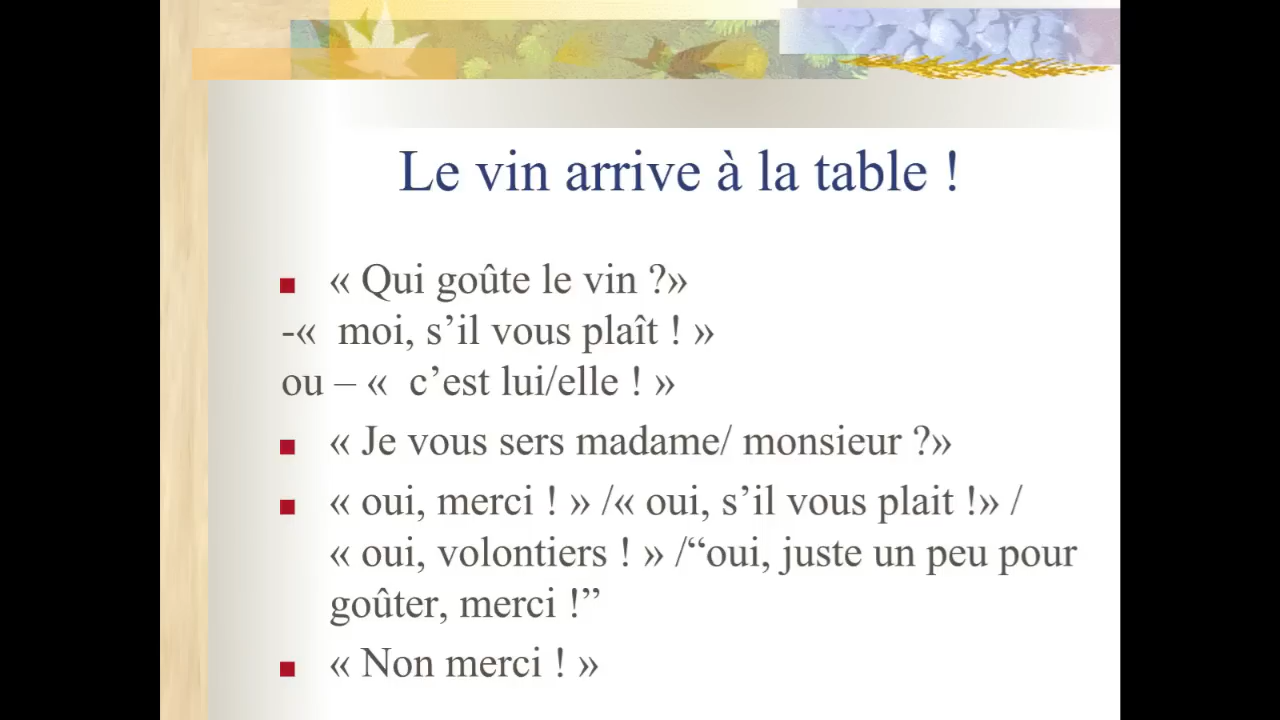 Le vin arrive à la table !
« Qui goûte le vin ?»
-«  moi, s’il vous plaît ! »
ou – «  c’est lui/elle ! »
« Je vous sers madame/ monsieur ?»
« oui, merci ! » /« oui, s’il vous plait !» /
« oui, volontiers ! » /“oui, juste un peu pour
goûter, merci !”
« Non merci ! »